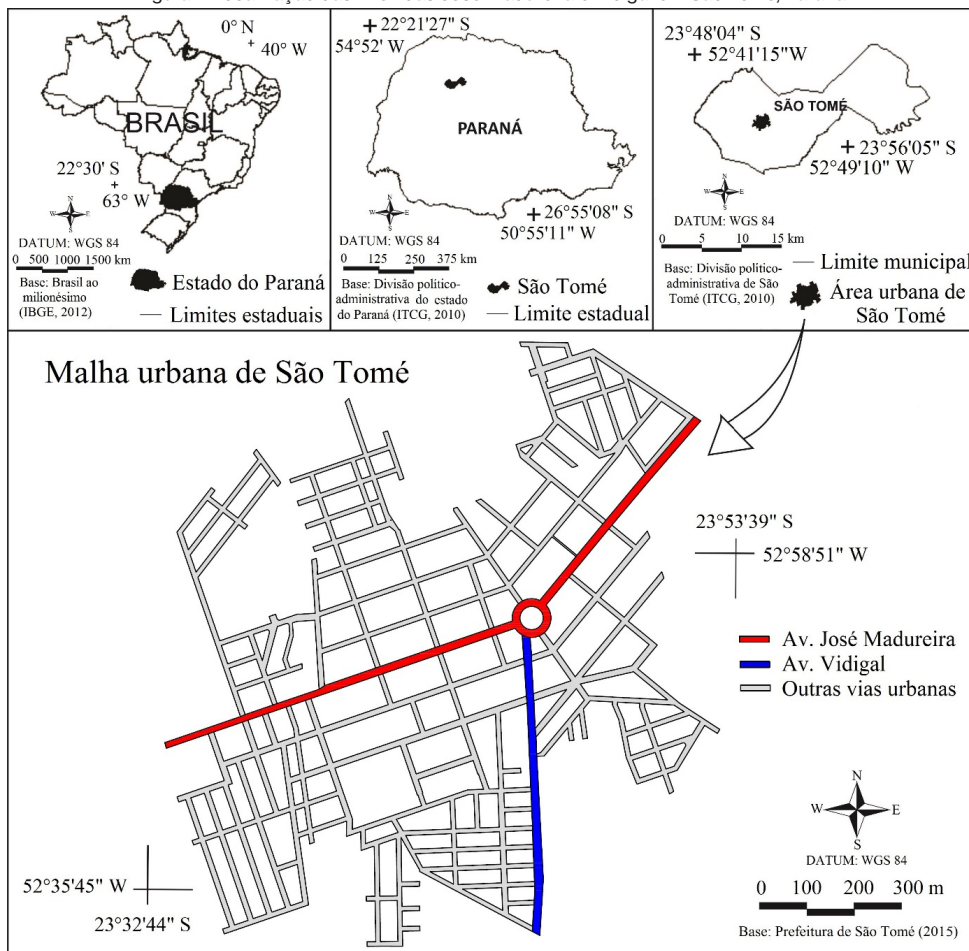 0° N
40° W
BRASIL
22°30' S
63° W
N
W
E
S
DATUM: WGS 84
0 500 1000 1500 km
Base: Brasil ao
milionésimo
(IBGE, 2012)
Estado do Paraná
Limites estaduais
22°21'27" S
54°52' W
PARANÁ
26°55'08" S
50°55'11" W
N
W
E
S
DATUM: WGS 84
0 125 250 375 km
Base: Divisão político-
administrativa do estado
do Paraná (ITCG, 2010)
São Tomé
Limite estadual
23°48'04" S
52°41'15" W
SÃO TOMÉ
23°56'05" S
52°49'10" W
N
W
E
S
DATUM: WGS 84
0 5 10 15 km
Base: Divisão político-
administrativa de São
Tomé (ITCG, 2010)
Limite municipal
Área urbana de
São Tomé
Malha urbana de São Tomé
23°53'39" S
52°58'51" W
Av. José Madureira
Av. Vidigal
Outras vias urbanas
52°35'45" W
23°32'44" S
N
W
E
S
DATUM: WGS 84
0 100 200 300 m
Base: Prefeitura de São Tomé (2015)